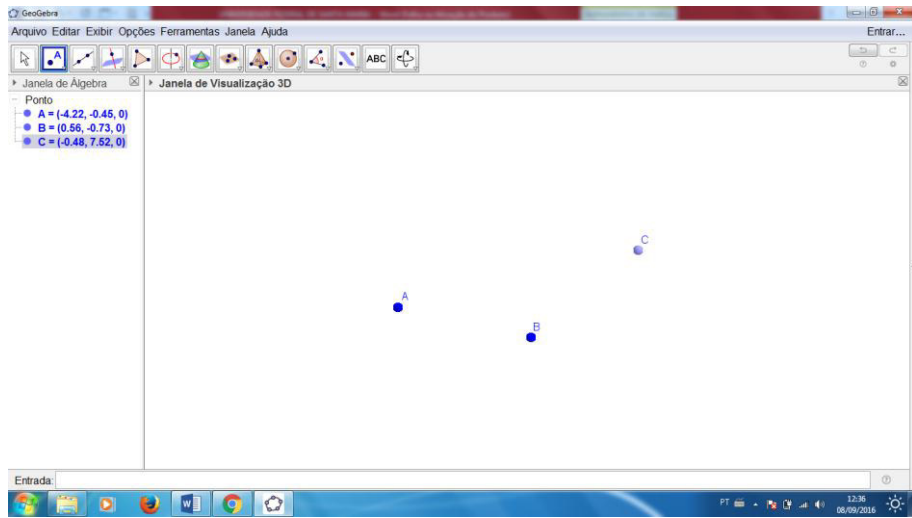 GeoGebra
Arquivo Editar Exibir Opções Ferramentas Janela Ajuda
Entrar...
A
ABC
Janela de Álgebra
Janela de Visualização 3D
Ponto
A = (-4.22, -0.45, 0)
B = (0.56, -0.73, 0)
C = (-0.48, 7.52, 0)
C
A
B
Entrada:
W
PT
12:36
08/09/2016